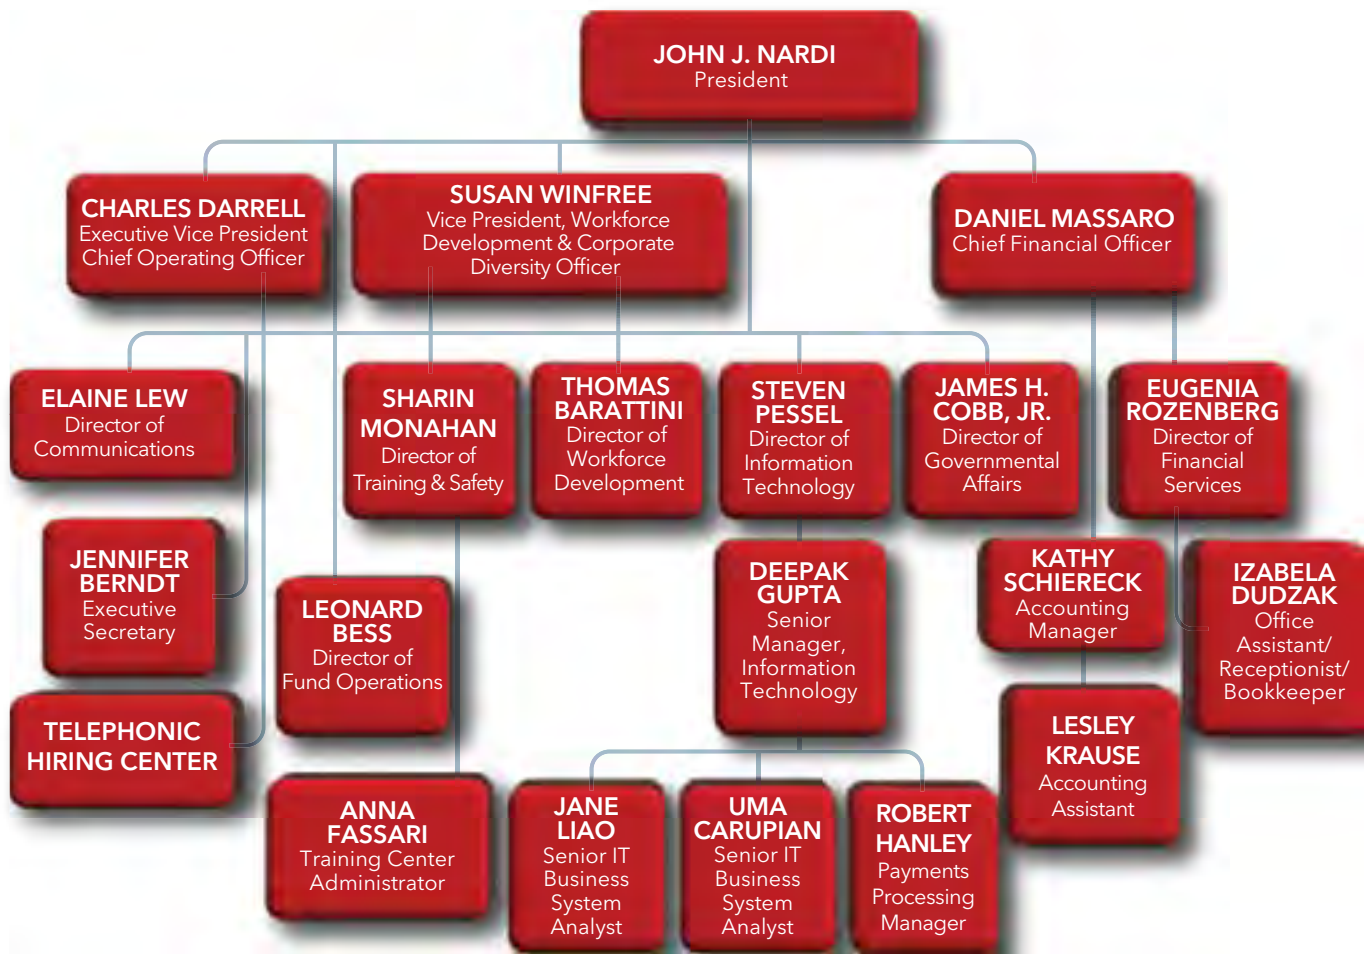 JOHN J. NARDI
President
CHARLES DARRELL
Executive Vice President
Chief Operating Officer
SUSAN WINFREE
Vice President, Workforce
Development & Corporate
Diversity Officer
DANIEL MASSARO
Chief Financial Officer
ELAINE LEW
Director of
Communications
SHARIN
MONAHAN
Director of
Training & Safety
THOMAS
BARATTINI
Director of
Workforce
Development
STEVEN
PESSEL
Director of
Information
Technology
JAMES H.
COBB, JR.
Director of
Governmental
Affairs
EUGENIA
ROZENBERG
Director of
Financial
Services
JENNIFER
BERNDT
Executive
Secretary
LEONARD
BESS
Director of
Fund Operations
DEEPAK
GUPTA
Senior
Manager,
Information
Technology
KATHY
SCHIERECK
Accounting
Manager
IZABELA
DUDZAK
Office
Assistant/
Receptionist/
Bookkeeper
TELEPHONIC
HIRING CENTER
LESLEY
KRAUSE
Accounting
Assistant
ANNA
FASSARI
Training Center
Administrator
JANE
LIAO
Senior IT
Business
System
Analyst
UMA
CARUPIAN
Senior IT
Business
System
Analyst
ROBERT
HANLEY
Payments
Processing
Manager